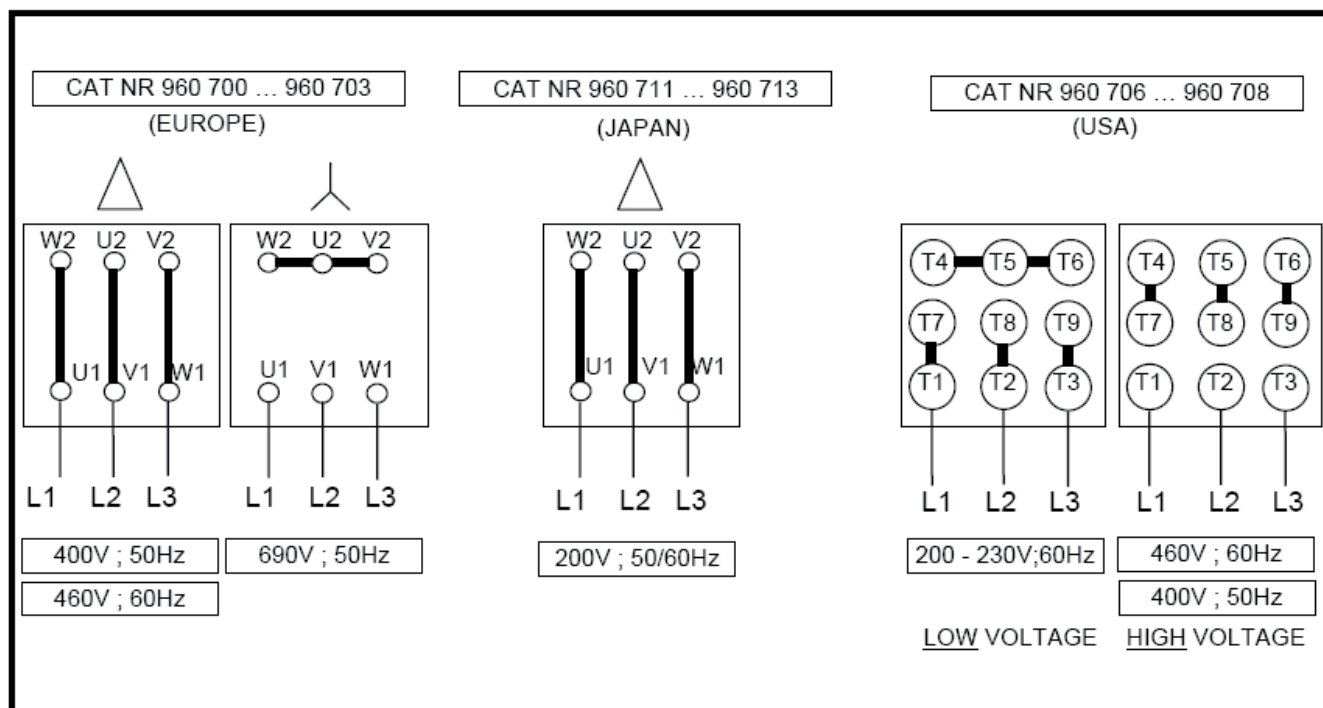 CAT NR 960 700 ... 960 703
(EUROPE)
W2 U2 V2
U1 V1 W1
L1 L2 L3
400V ; 50Hz
460V ; 60Hz
W2 U2 V2
U1 V1 W1
L1 L2 L3
690V ; 50Hz
CAT NR 960 711 ... 960 713
(JAPAN)
W2 U2 V2
U1 V1 W1
L1 L2 L3
200V ; 50/60Hz
CAT NR 960 706 ... 960 708
(USA)
T4 T5 T6
T7 T8 T9
T1 T2 T3
L1 L2 L3
200 - 230V;60Hz
LOW VOLTAGE
T4 T5 T6
T7 T8 T9
T1 T2 T3
L1 L2 L3
460V ; 60Hz
400V ; 50Hz
HIGH VOLTAGE